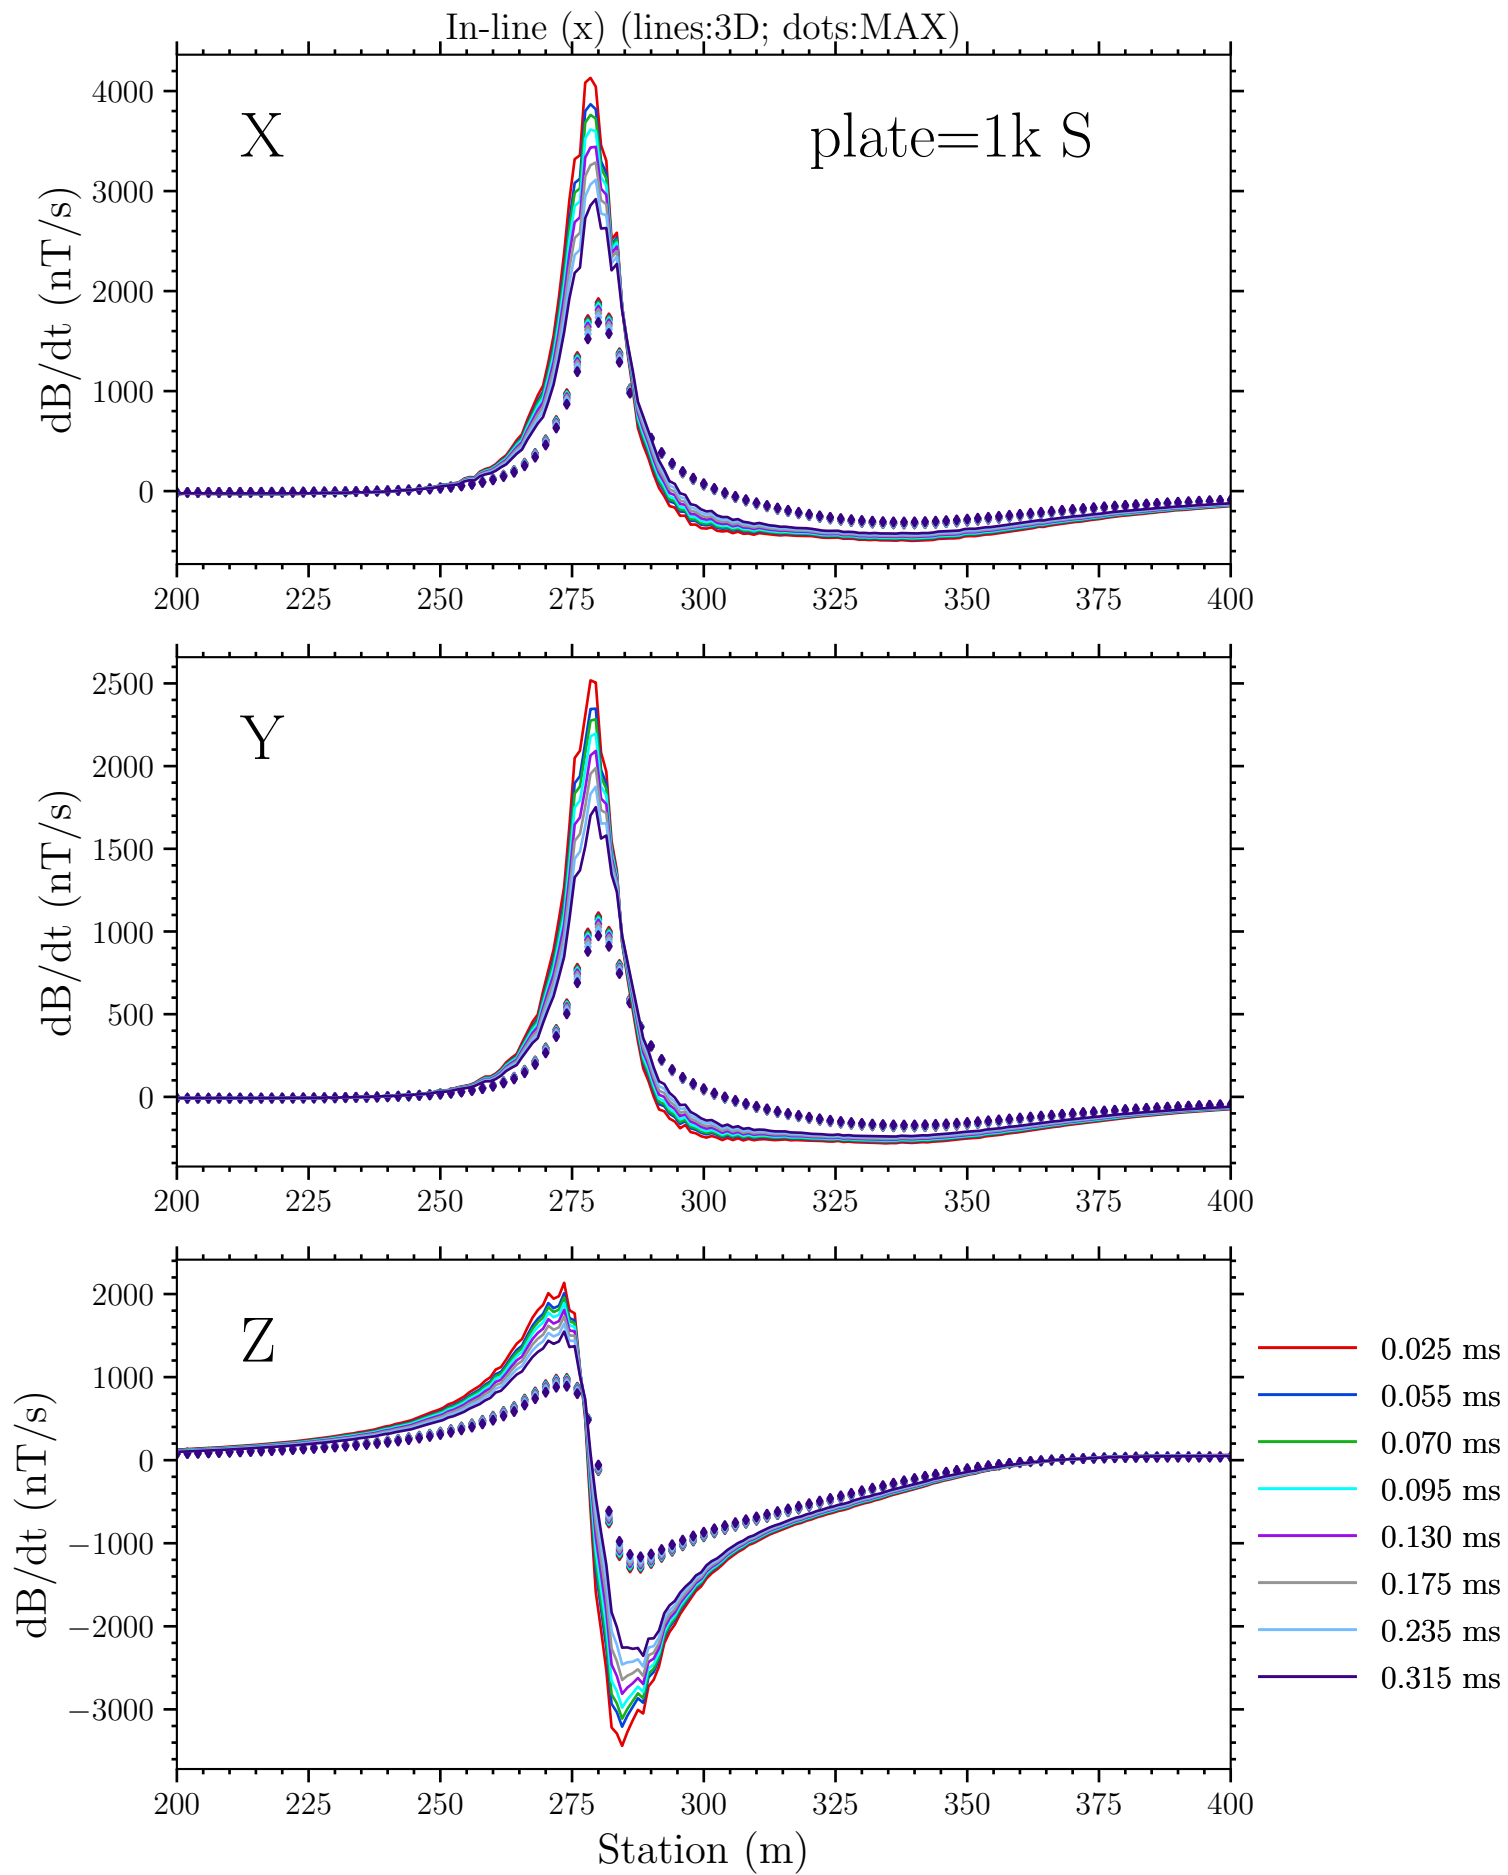 In-line (x) (lines:3D; dots:MAX)
X
plate=1k S
dB/dt (nT/s)
4000
3000
2000
1000
0
200 225 250 275 300 325 350 375 400
Y
dB/dt (nT/s)
2500
2000
1500
1000
500
0
200 225 250 275 300 325 350 375 400
Z
dB/dt (nT/s)
2000
1000
0
−1000
−2000
−3000
200 225 250 275 300 325 350 375 400
Station (m)
0.025 ms
0.055 ms
0.070 ms
0.095 ms
0.130 ms
0.175 ms
0.235 ms
0.315 ms